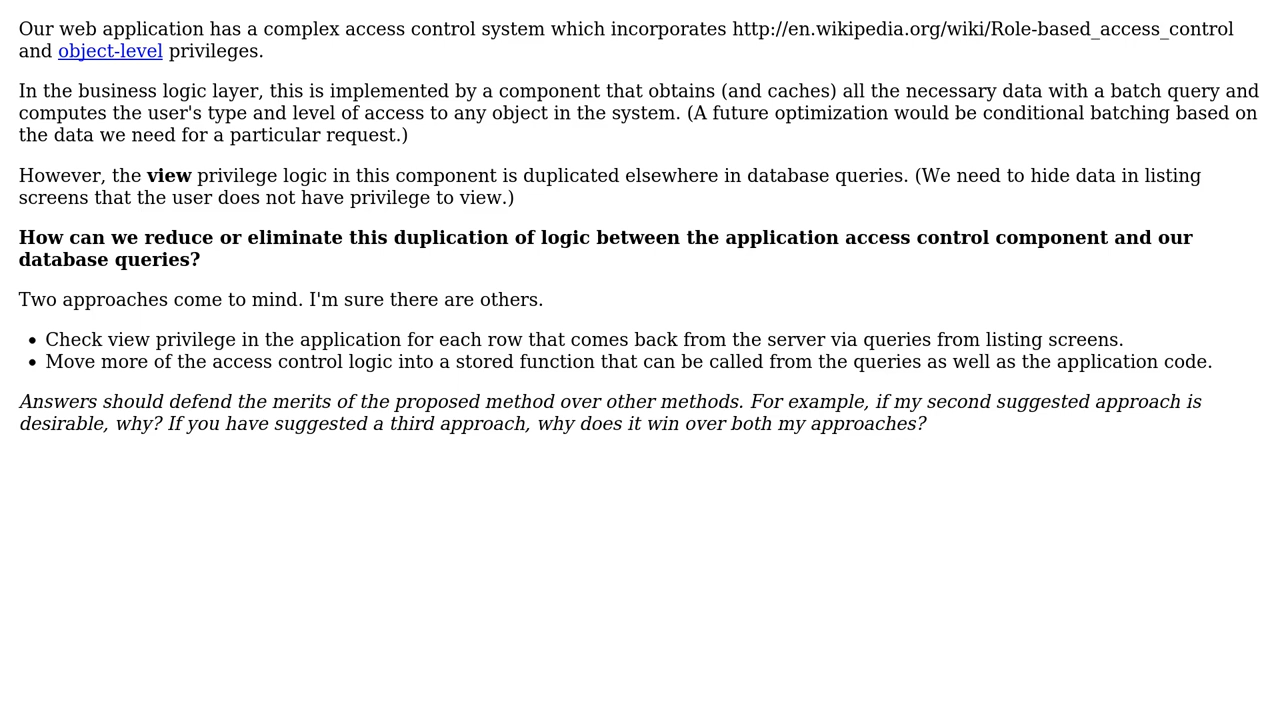 Our web application has a complex access control system which incorporates http://en.wikipedia.org/wiki/Role-based_access_control
and object-level privileges.
In the business logic layer, this is implemented by a component that obtains (and caches) all the necessary data with a batch query and
computes the user's type and level of access to any object in the system. (A future optimization would be conditional batching based on
the data we need for a particular request.)
However, the view privilege logic in this component is duplicated elsewhere in database queries. (We need to hide data in listing
screens that the user does not have privilege to view.)
How can we reduce or eliminate this duplication of logic between the application access control component and our
database queries?
Two approaches come to mind. I'm sure there are others.
• Check view privilege in the application for each row that comes back from the server via queries from listing screens.
• Move more of the access control logic into a stored function that can be called from the queries as well as the application code.
Answers should defend the merits of the proposed method over other methods. For example, if my second suggested approach is
desirable, why? If you have suggested a third approach, why does it win over both my approaches?